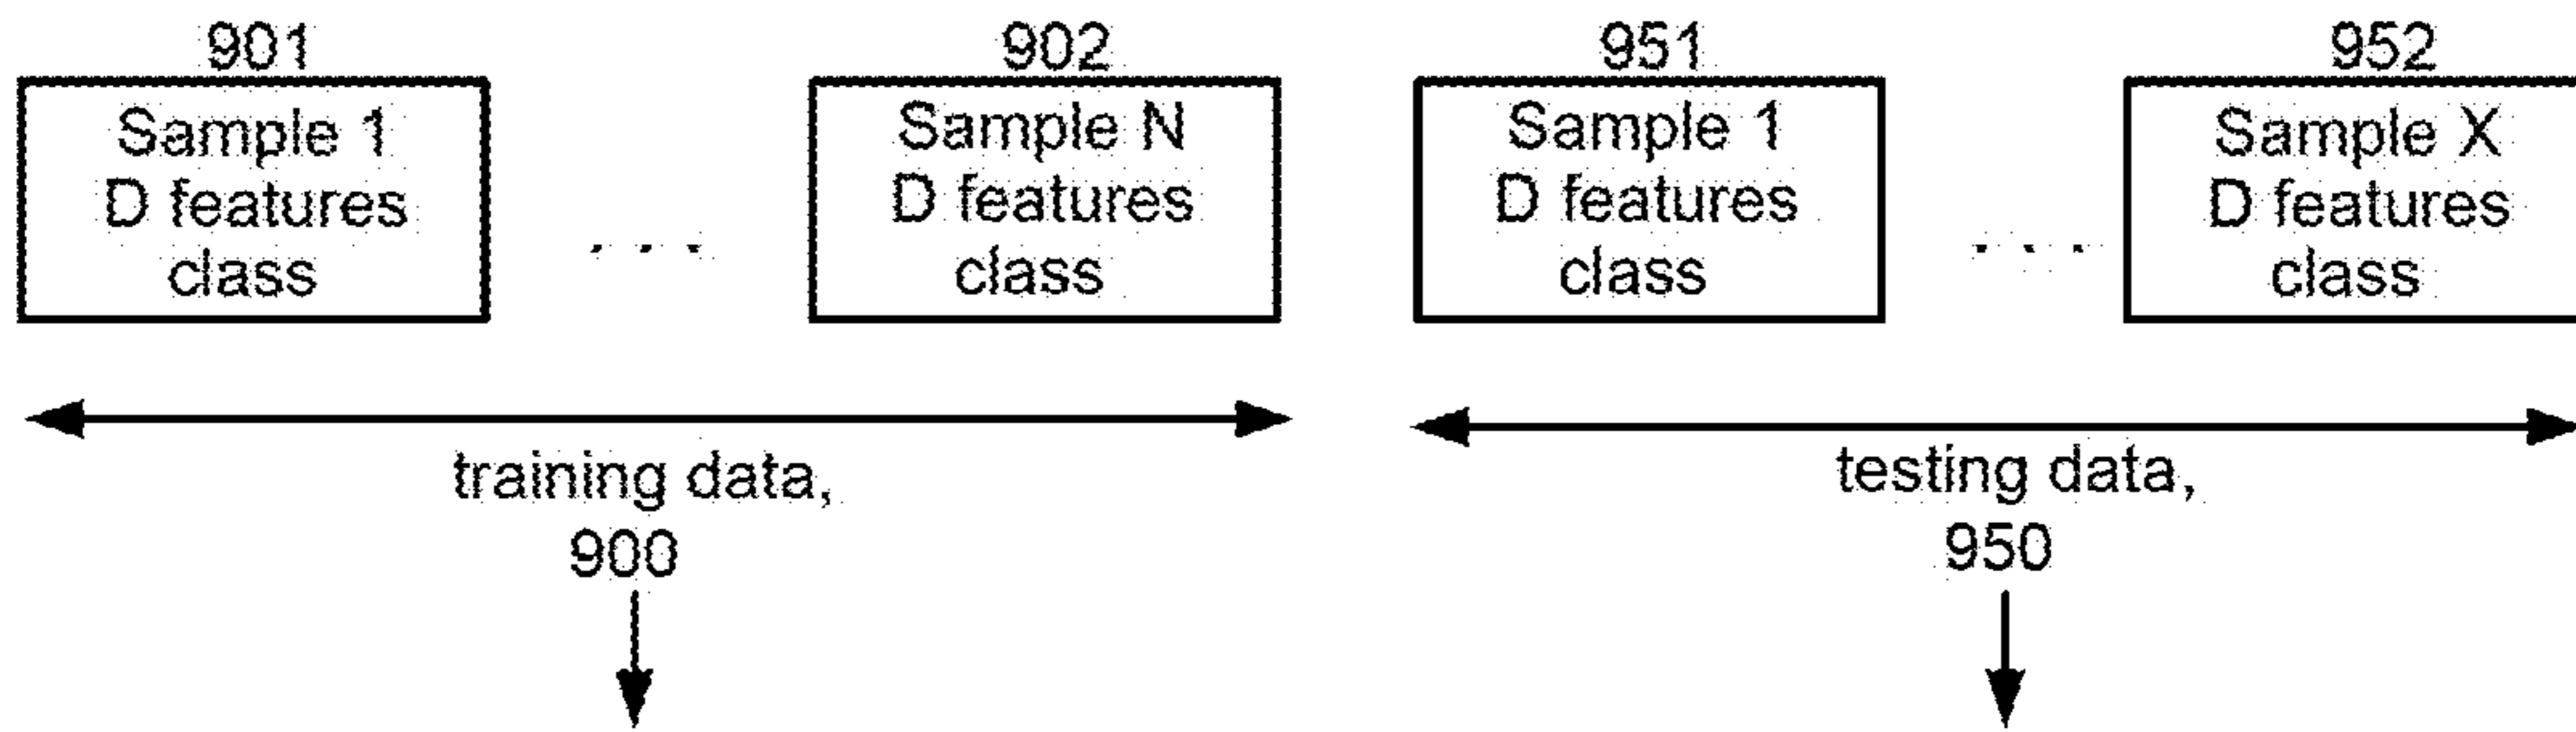 901
Sample 1
D features
class
. . .
902
Sample N
D features
class
951
Sample 1
D features
class
. . .
952
Sample X
D features
class
training data,
900
testing data,
950